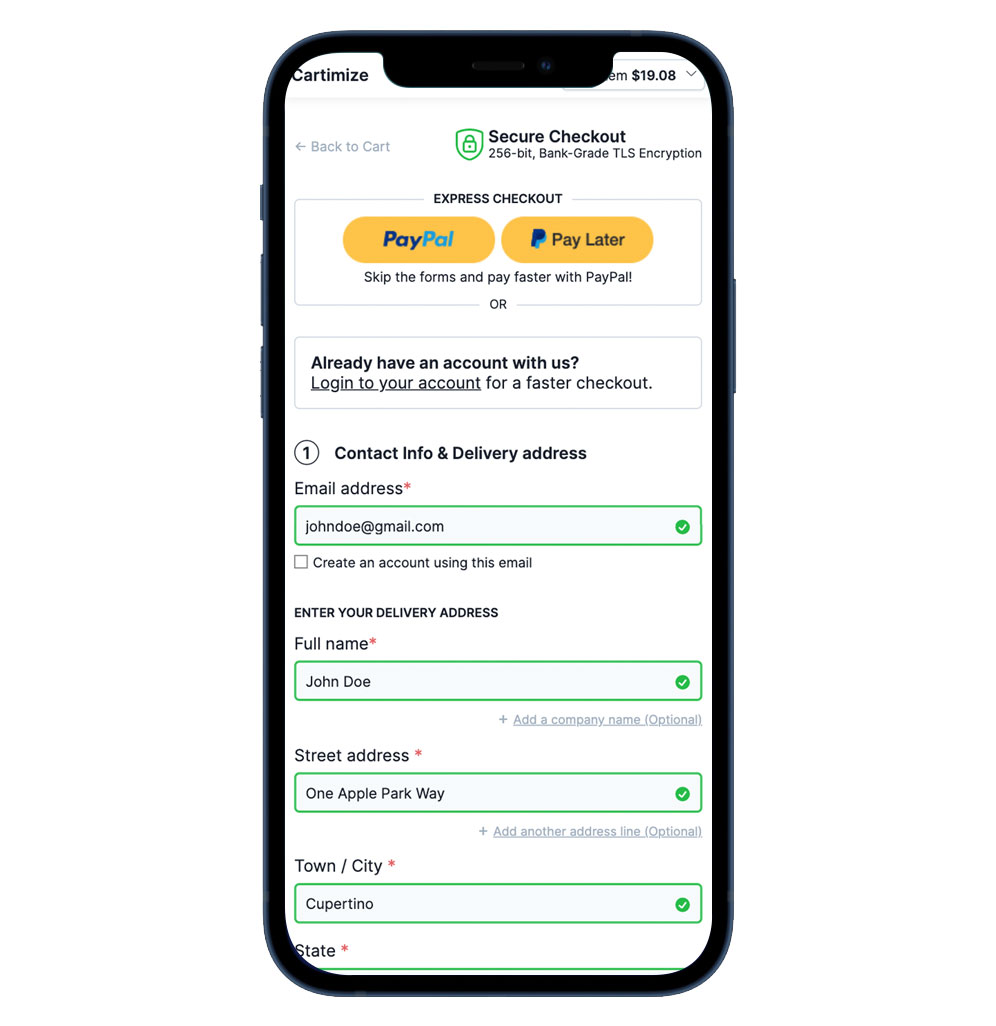 Cartimize
$19.08
← Back to Cart
Secure Checkout
256-bit, Bank-Grade TLS Encryption
EXPRESS CHECKOUT
PayPal
Pay Later
Skip the forms and pay faster with PayPal!
OR
Already have an account with us?
Login to your account for a faster checkout.
1 Contact Info & Delivery address
Email address*
johndoe@gmail.com
Create an account using this email
ENTER YOUR DELIVERY ADDRESS
Full name*
John Doe
+ Add a company name (Optional)
Street address *
One Apple Park Way
+ Add another address line (Optional)
Town / City *
Cupertino
State *